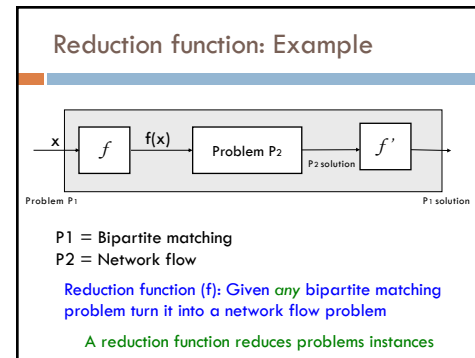 Reduction function: Example
x
f
f(x)
Problem P2
P2 solution
f'
Problem P1
P1 solution
P1 = Bipartite matching
P2 = Network flow
Reduction function (f): Given any bipartite matching
problem turn it into a network flow problem
A reduction function reduces problems instances